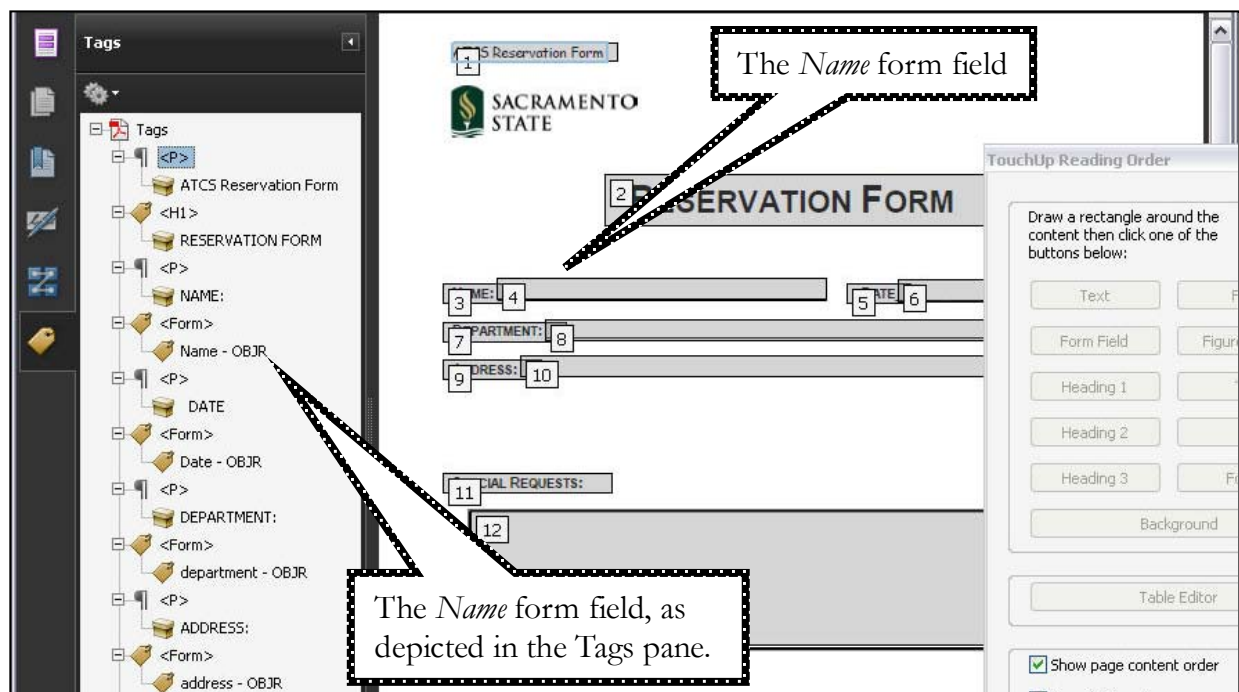 Tags
Tags
<P>
ATCS Reservation Form
<H1>
RESERVATION FORM
<P>
NAME:
<Form>
Name - OBJR
<P>
DATE
<Form>
Date - OBJR
<P>
DEPARTMENT:
<Form>
department - OBJR
<P>
ADDRESS:
<Form>
address - OBJR
1
Reservation Form
SACRAMENTO
STATE
The Name form field
2
FORM
3
4
5
6
7
8
9
10
11
REQUESTS:
12
The Name form field, as
depicted in the Tags pane.
TouchUp Reading Order
Draw a rectangle around the
content then click one of the
buttons below:
Text
Form Field
Heading 1
Heading 2
Heading 3
Background
Table Editor
Show page content order